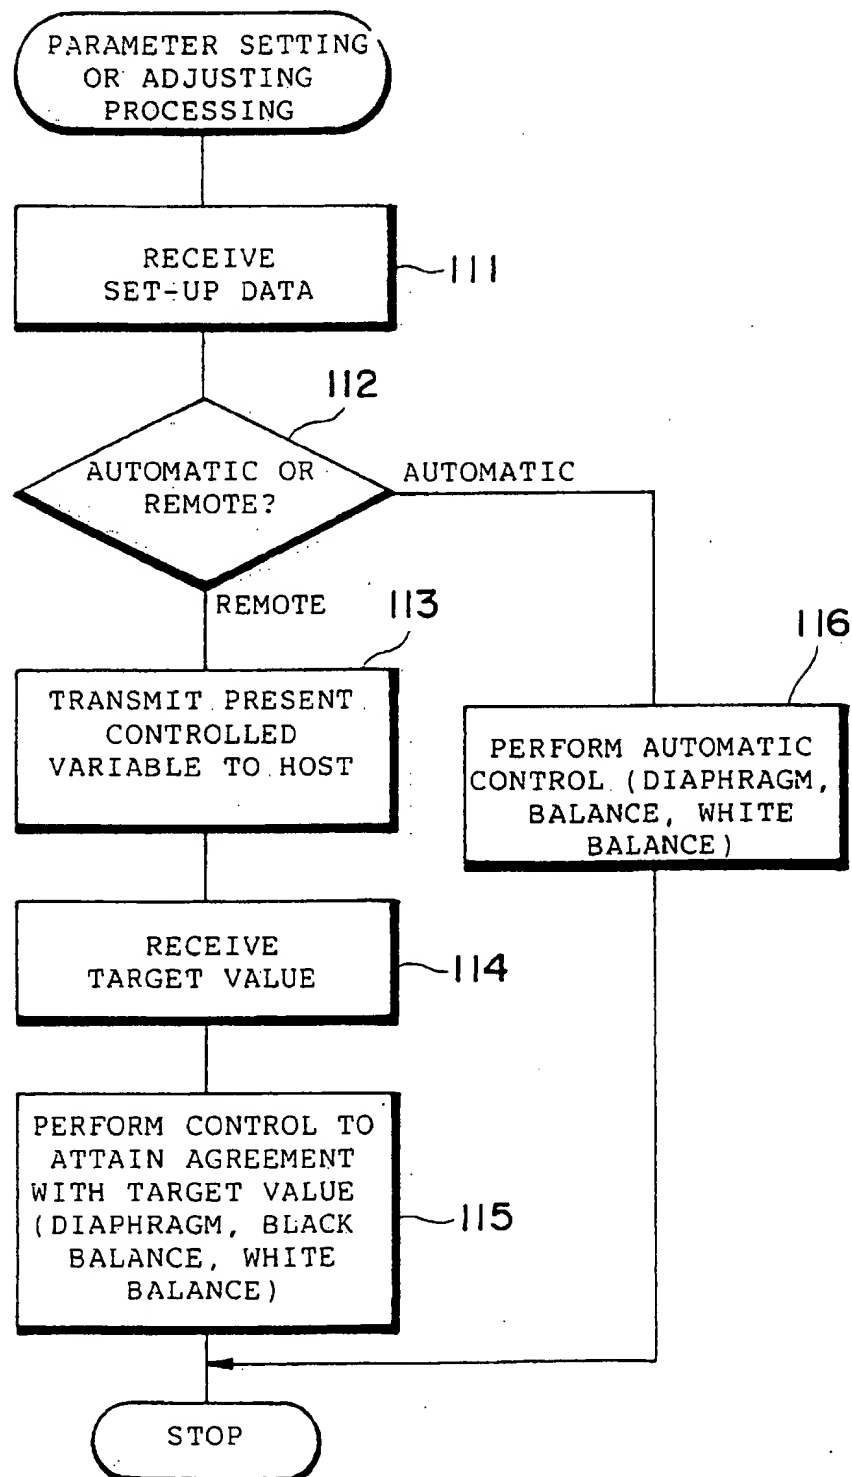 PARAMETER SETTING
OR ADJUSTING
PROCESSING
RECEIVE
SET-UP DATA
111
112
AUTOMATIC OR
REMOTE?
AUTOMATIC
REMOTE
113
TRANSMIT PRESENT
CONTROLLED
VARIABLE TO HOST
116
PERFORM AUTOMATIC
CONTROL (DIAPHRAGM,
BALANCE, WHITE
BALANCE)
RECEIVE
TARGET VALUE
114
PERFORM CONTROL TO
ATTAIN AGREEMENT
WITH TARGET VALUE
(DIAPHRAGM, BLACK
BALANCE, WHITE
BALANCE)
115
STOP